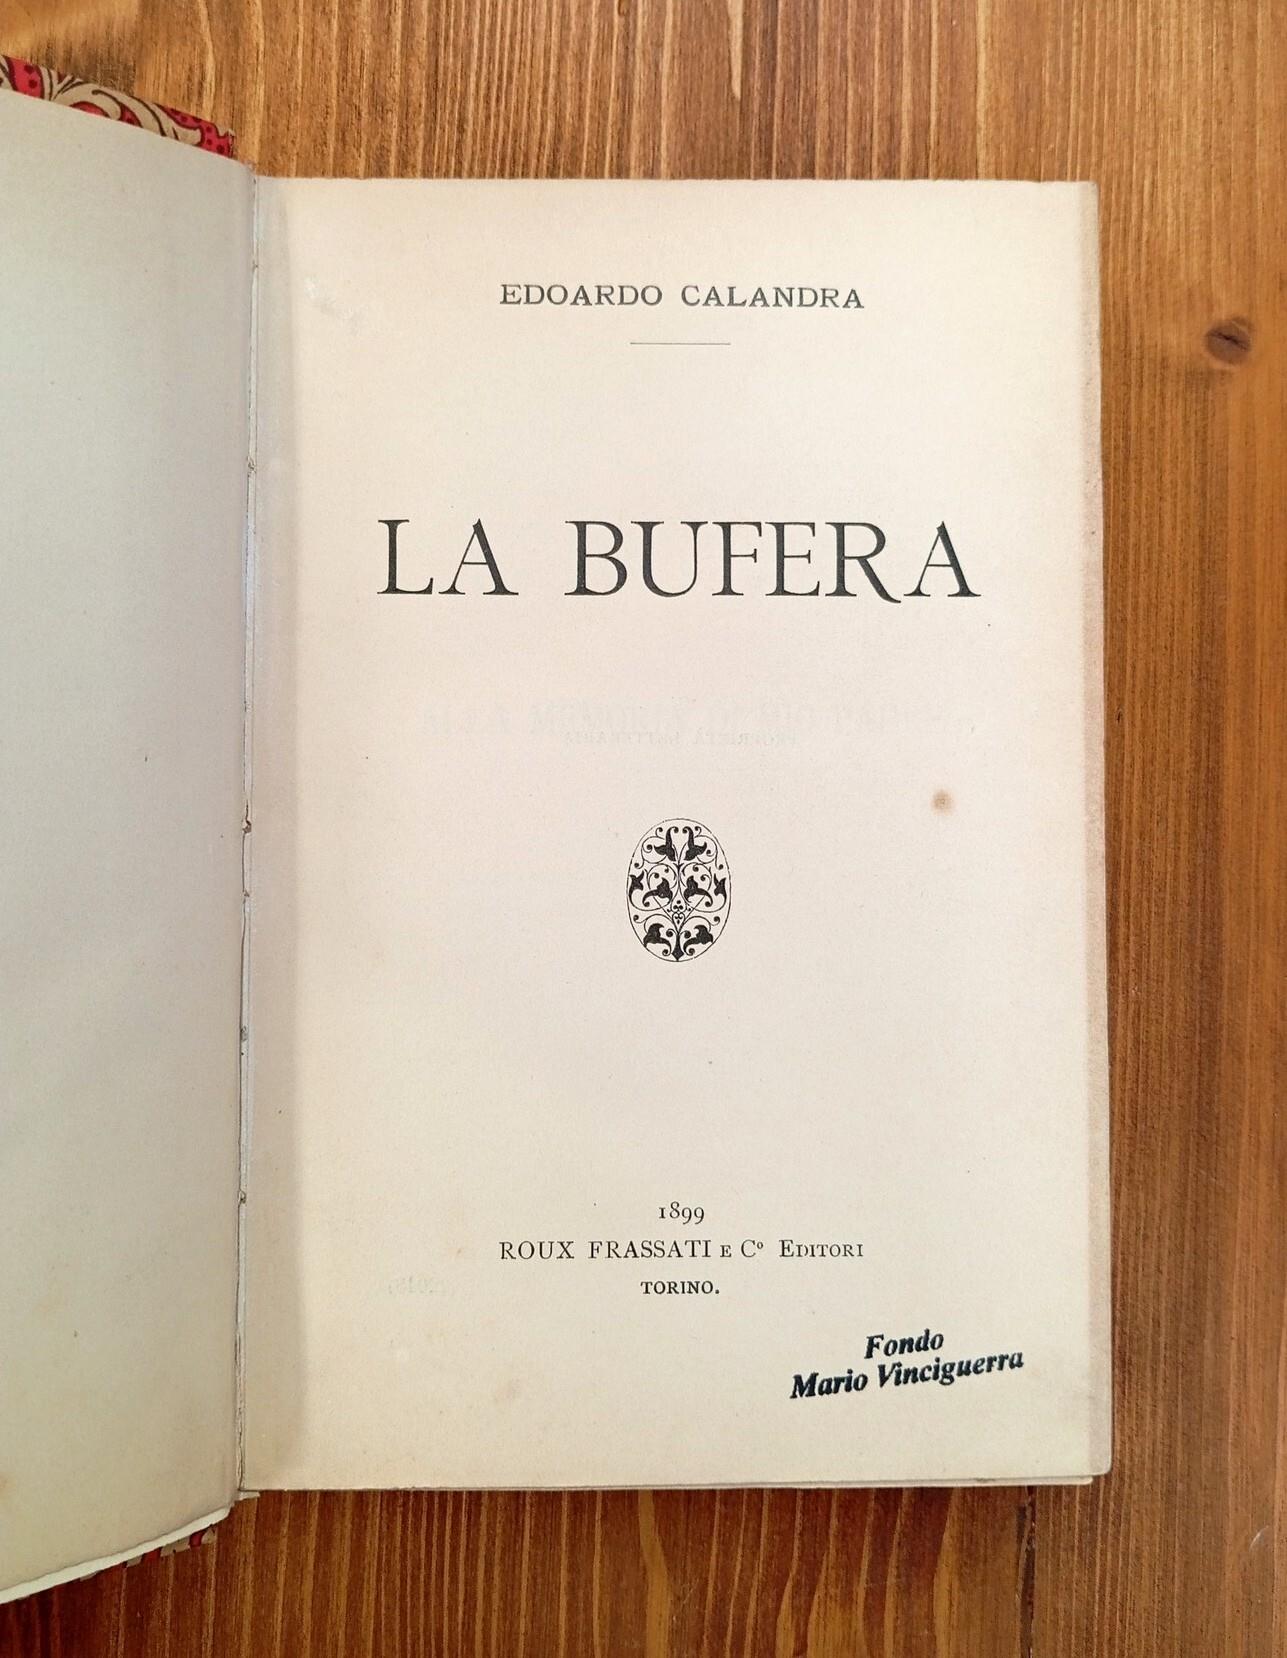 EDOARDO CALANDRA
LA BUFERA
1899
ROUX FRASSATI E Cº EDITORI
TORINO.
Fondo
Mario Vinciguerra